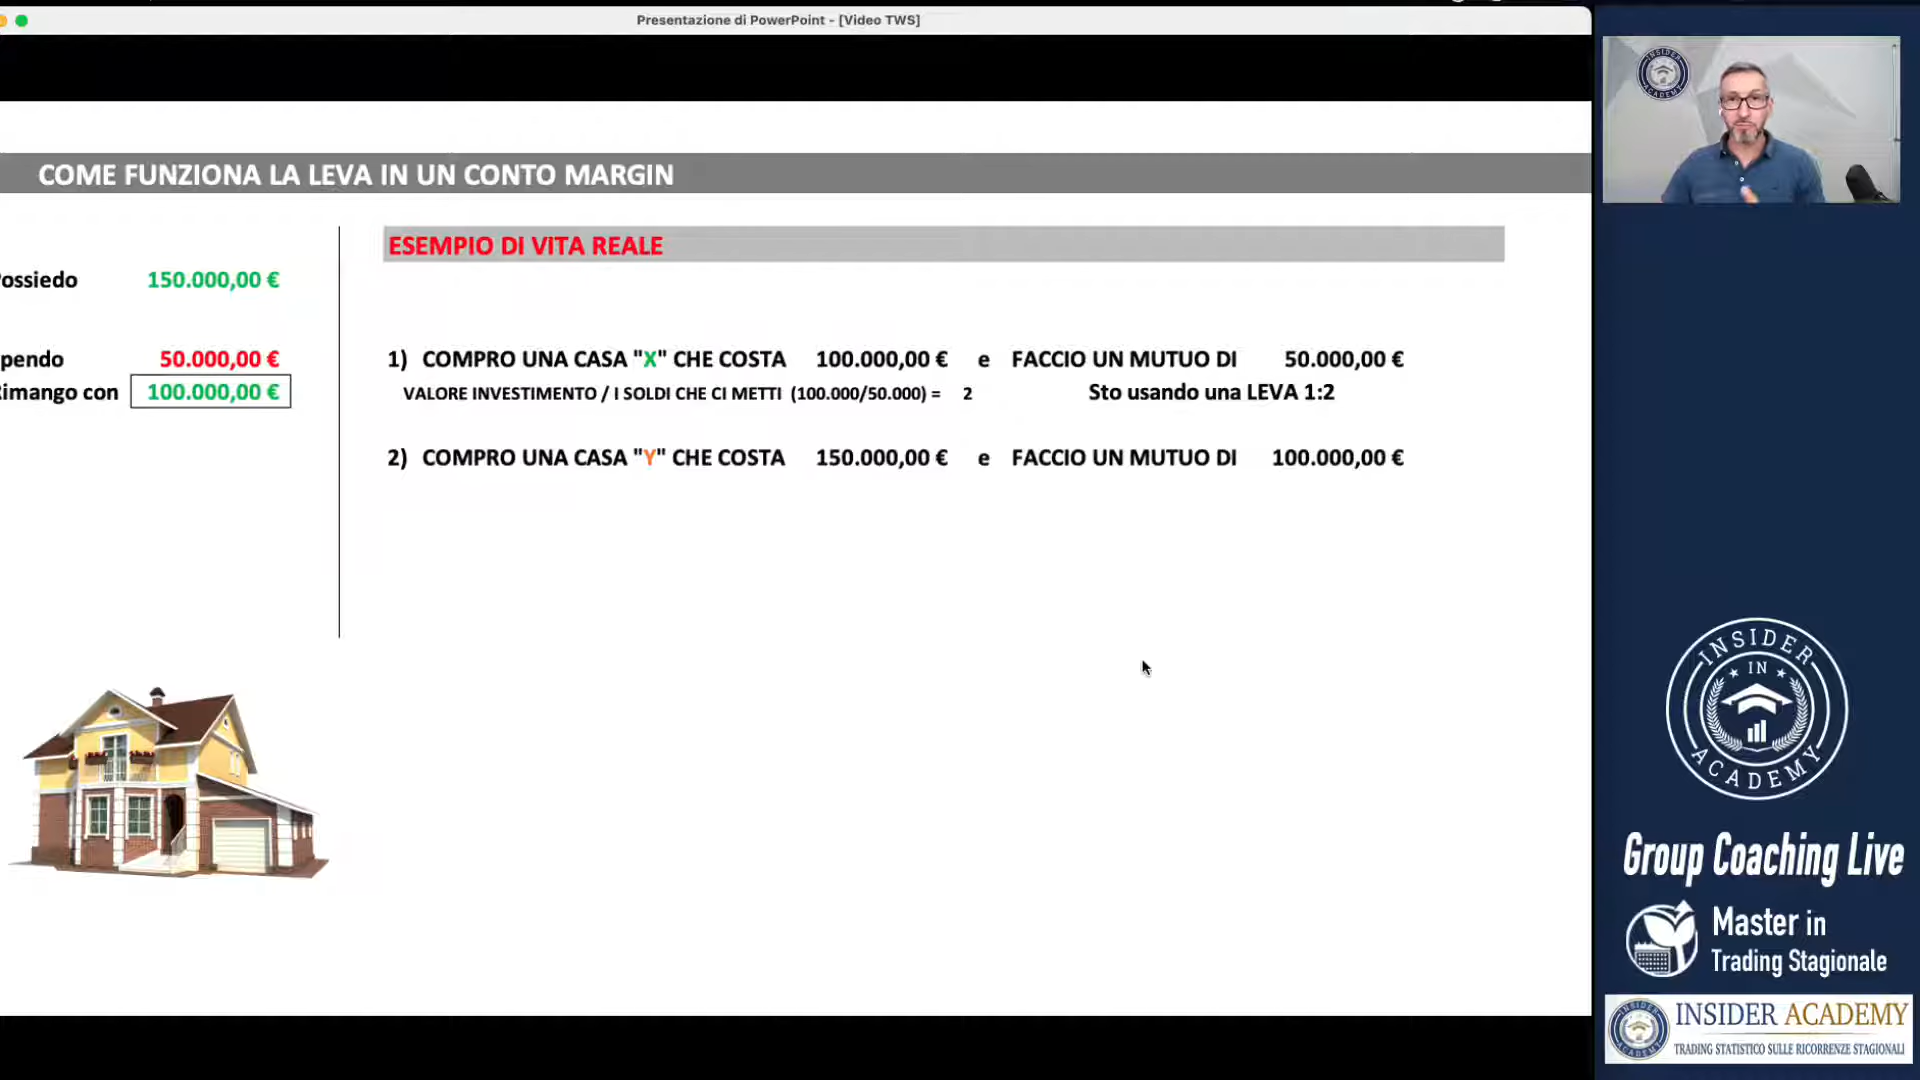 Presentazione di PowerPoint - [Video TWS]
COME FUNZIONA LA LEVA IN UN CONTO MARGIN
ossiedo 150.000,00 €
pendo 50.000,00 €
imango con 100.000,00 €
ESEMPIO DI VITA REALE
1) COMPRO UNA CASA "X" CHE COSTA 100.000,00 € e FACCIO UN MUTUO DI 50.000,00 €
VALORE INVESTIMENTO / I SOLDI CHE CI METTI (100.000/50.000) = 2 Sto usando una LEVA 1:2
2) COMPRO UNA CASA "Y" CHE COSTA 150.000,00 € e FACCIO UN MUTUO DI 100.000,00 €
INSIDER
IN
ACADEMY
Group Coaching Live
Master in
Trading Stagionale
INSIDER ACADEMY
TRADING STATISTICO SULLE RICORRENZE STAGIONALI